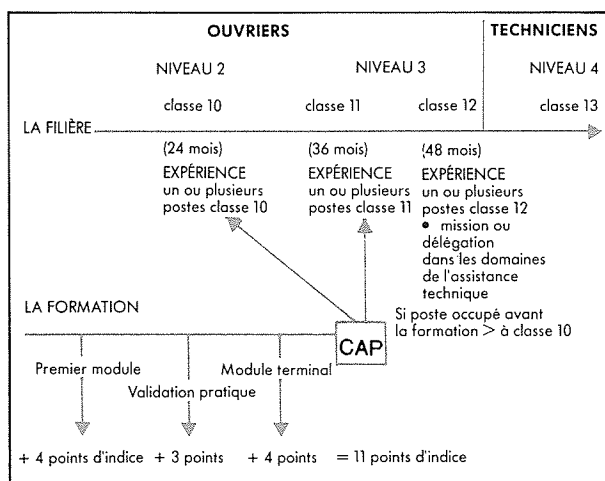 OUVRIERS TECHNICIENS
NIVEAU 2 NIVEAU 3 NIVEAU 4
classe 10 classe 11 classe 12 classe 13
LA FILIÈRE
(24 mois)
EXPÉRIENCE
un ou plusieurs
postes classe 10
(36 mois)
EXPÉRIENCE
un ou plusieurs
postes classe 11
(48 mois)
EXPÉRIENCE
un ou plusieurs
postes classe 12
• mission ou
délégation
dans les domaines
de l'assistance
technique
Si poste occupé avant
la formation > à classe 10
LA FORMATION
CAP
Premier module
Validation pratique
Module terminal
+ 4 points d'indice + 3 points + 4 points = 11 points d'indice